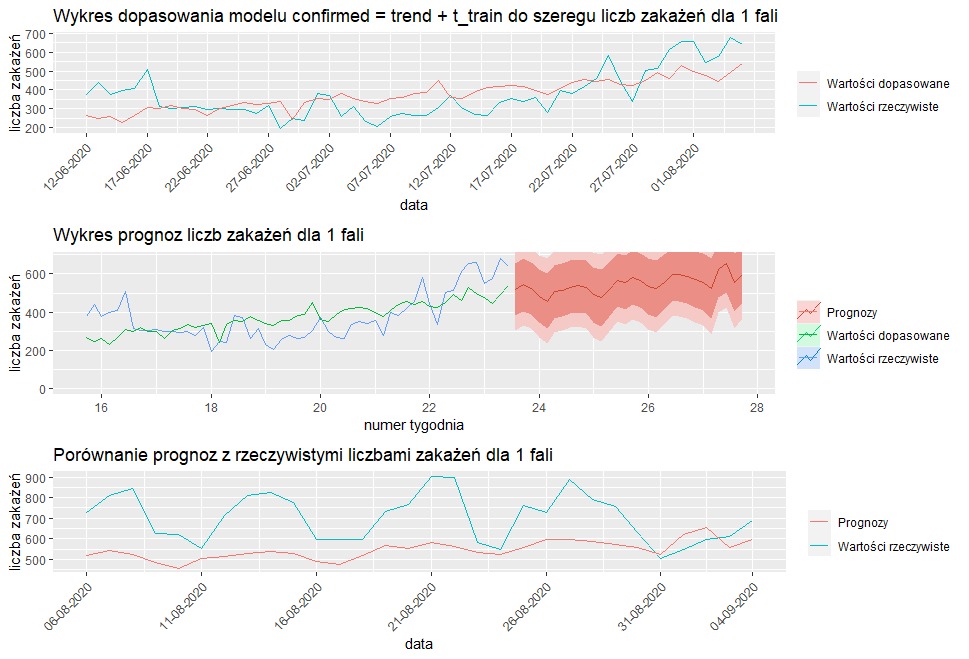 Wykres dopasowania modelu confirmed = trend + t_train do szeregu liczb zakażeń dla 1 fali
liczba zakażeń
700
600
500
400
300
200
12-06-2020
17-06-2020
22-06-2020
27-06-2020
02-07-2020
07-07-2020
12-07-2020
17-07-2020
22-07-2020
27-07-2020
01-08-2020
data
Wartości dopasowane
Wartości rzeczywiste
Wykres prognoz liczb zakażeń dla 1 fali
liczba zakażeń
600
400
200
0
16
18
20
22
24
26
28
numer tygodnia
Prognozy
Wartości dopasowane
Wartości rzeczywiste
Porównanie prognoz z rzeczywistymi liczbami zakażeń dla 1 fali
liczba zakażeń
900
800
700
600
500
06-08-2020
11-08-2020
16-08-2020
21-08-2020
26-08-2020
31-08-2020
04-09-2020
data
Prognozy
Wartości rzeczywiste